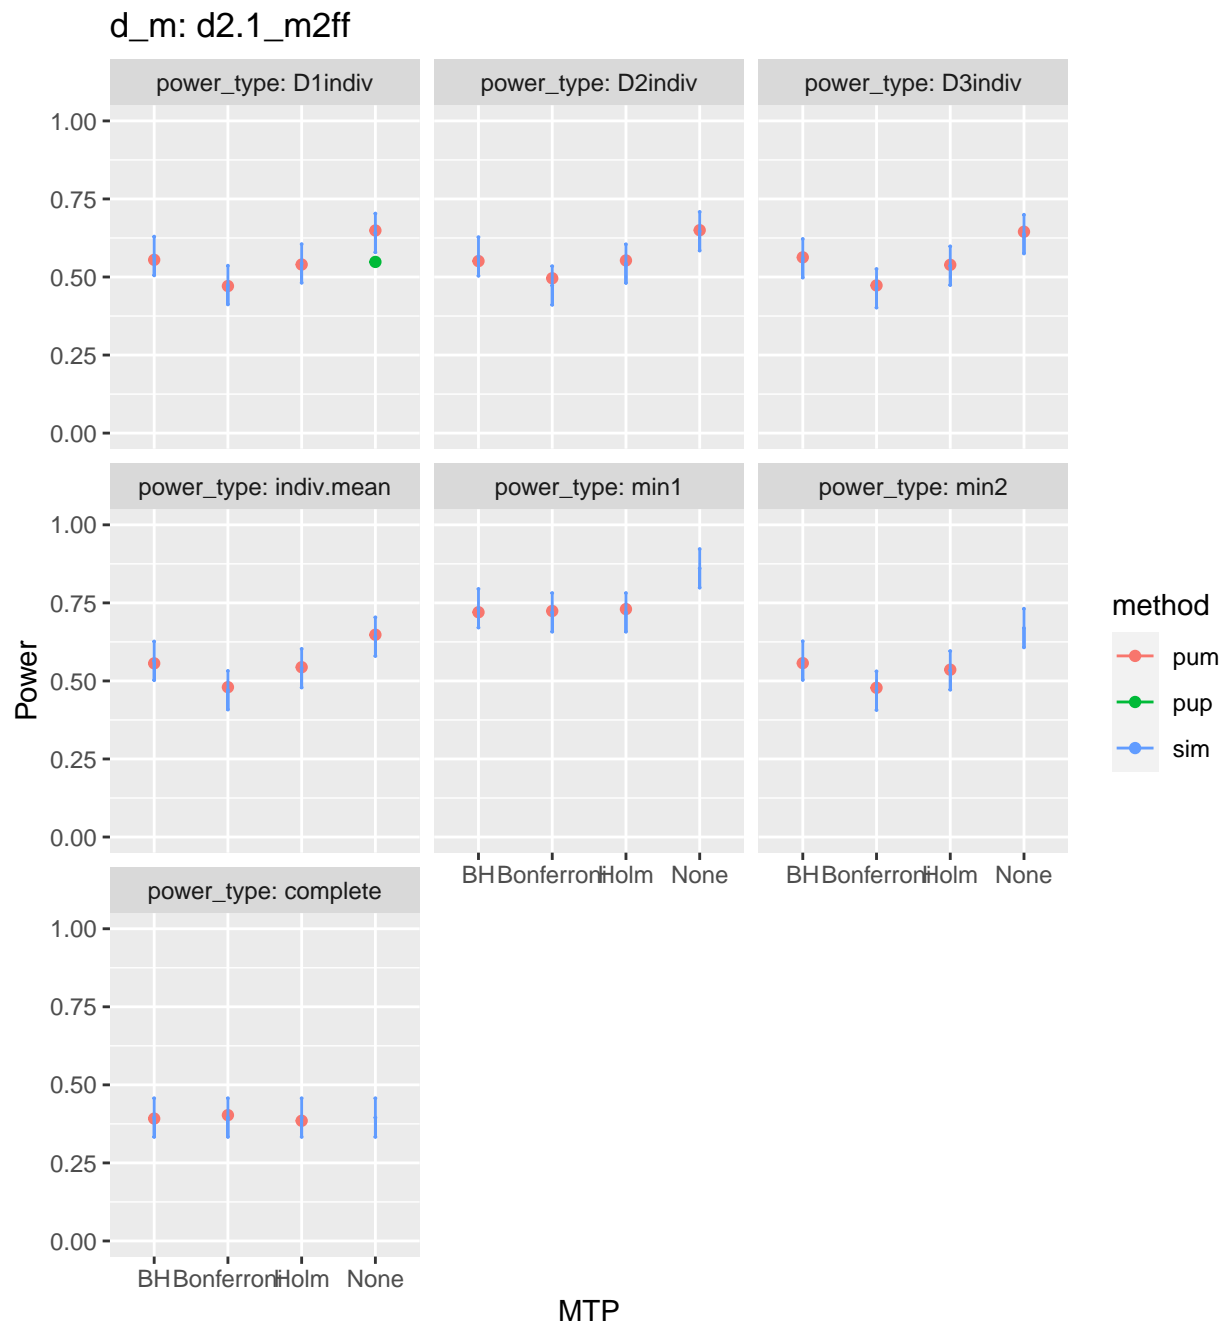 d_m: d2.1_m2ff
power_type: D1indiv
power_type: D2indiv
power_type: D3indiv
1.00
0.75
0.50
0.25
0.00
power_type: indiv.mean
power_type: min1
power_type: min2
1.00
0.75
0.50
0.25
0.00
BH Bonferroni Holm None
BH Bonferroni Holm None
power_type: complete
1.00
0.75
0.50
0.25
0.00
BH Bonferroni Holm None
Power
MTP
method
pum
pup
sim